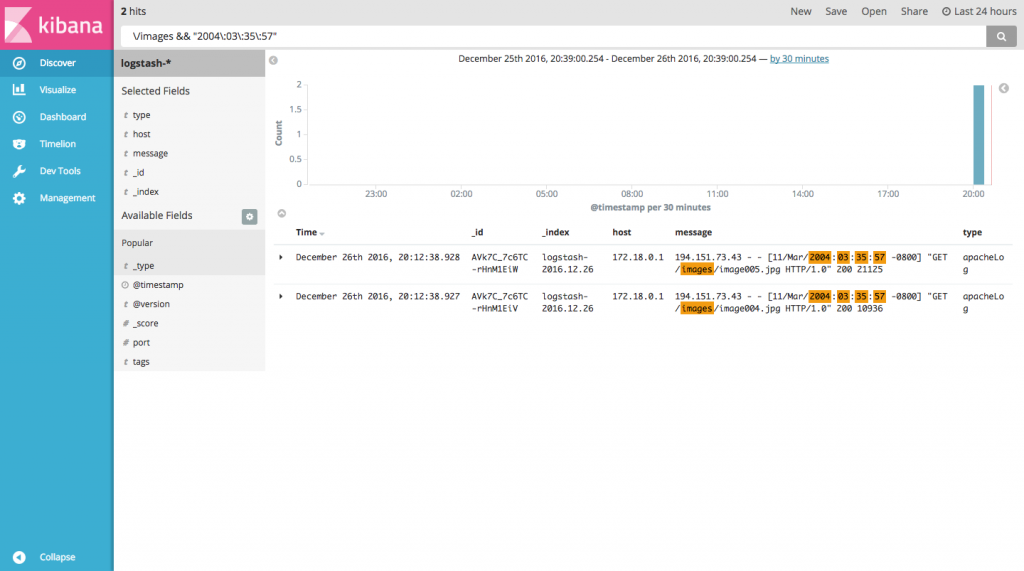 kibana
Discover
Visualize
Dashboard
Timelion
Dev Tools
Management
Collapse
2 hits
New Save Open Share Last 24 hours
\/images && "2004\:03\:35\:57"
logstash-*
Selected Fields
t type
t host
t message
t _id
t _index
Available Fields
Popular
t _type
@timestamp
t @version
# _score
# port
t tags
December 25th 2016, 20:39:00.254 - December 26th 2016, 20:39:00.254 — by 30 minutes
Count
2
1.5
1
0.5
0
23:00 02:00 05:00 08:00 11:00 14:00 17:00 20:00
@timestamp per 30 minutes
Time _id _index host message type
December 26th 2016, 20:12:38.928 AVk7C_7c6TC logstash- 172.18.0.1 194.151.73.43 - - [11/Mar/2004:03:35:57 -0800] "GET apacheLo
-rHnM1EiW 2016.12.26 /images/image005.jpg HTTP/1.0" 200 21125 g
December 26th 2016, 20:12:38.927 AVk7C_7c6TC logstash- 172.18.0.1 194.151.73.43 - - [11/Mar/2004:03:35:57 -0800] "GET apacheLo
-rHnM1EiV 2016.12.26 /images/image004.jpg HTTP/1.0" 200 10936 g